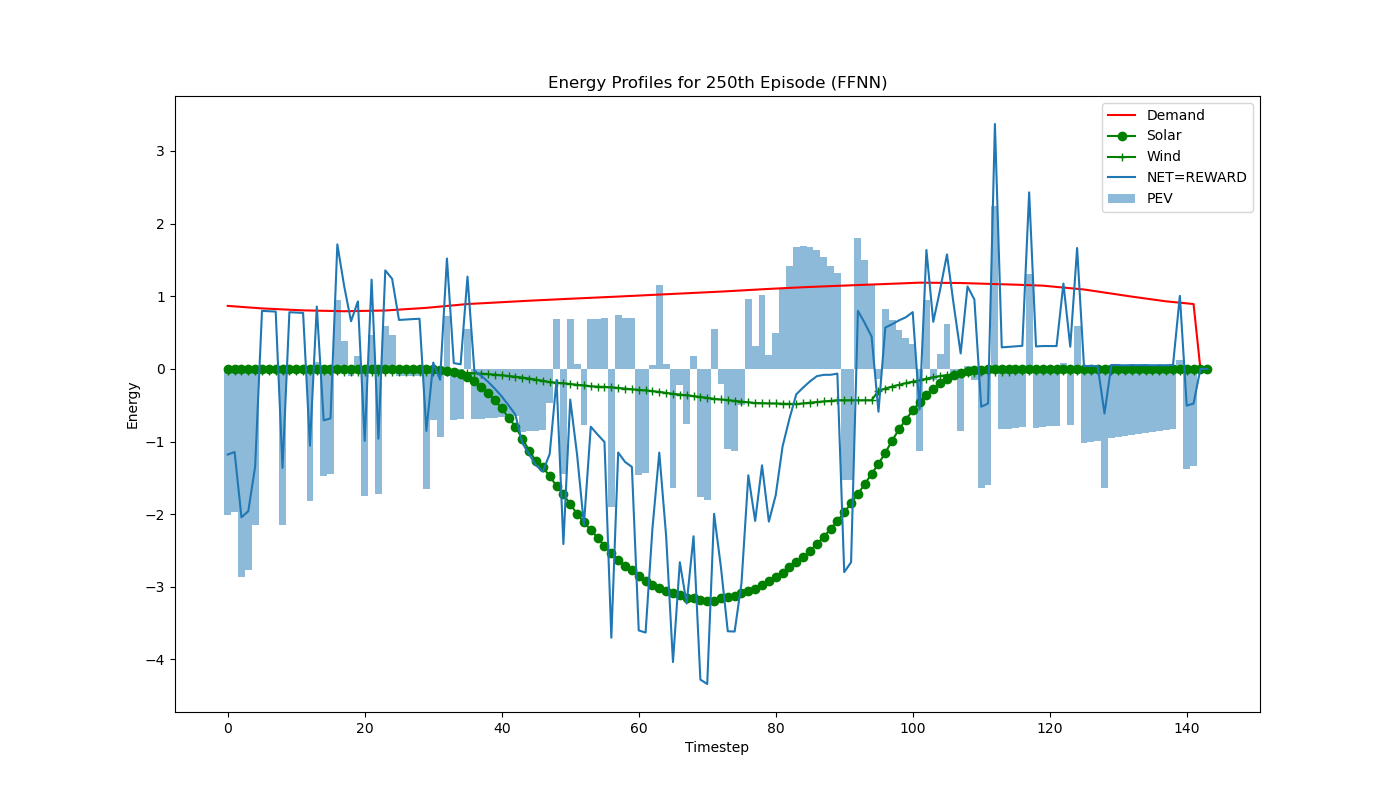 Energy Profiles for 250th Episode (FFNN)
Demand
Solar
Wind
NET=REWARD
PEV
3
2
1
0
−1
−2
−3
−4
Energy
0 20 40 60 80 100 120 140
Timestep